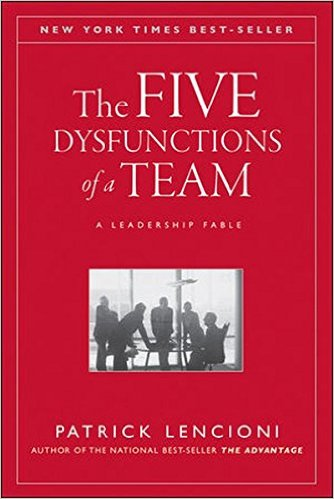 NEW YORK TIMES BEST-SELLER
The FIVE
DYSFUNCTIONS
of a TEAM
A LEADERSHIP FABLE
PATRICK LENCIONI
AUTHOR OF THE NATIONAL BEST-SELLER THE ADVANTAGE